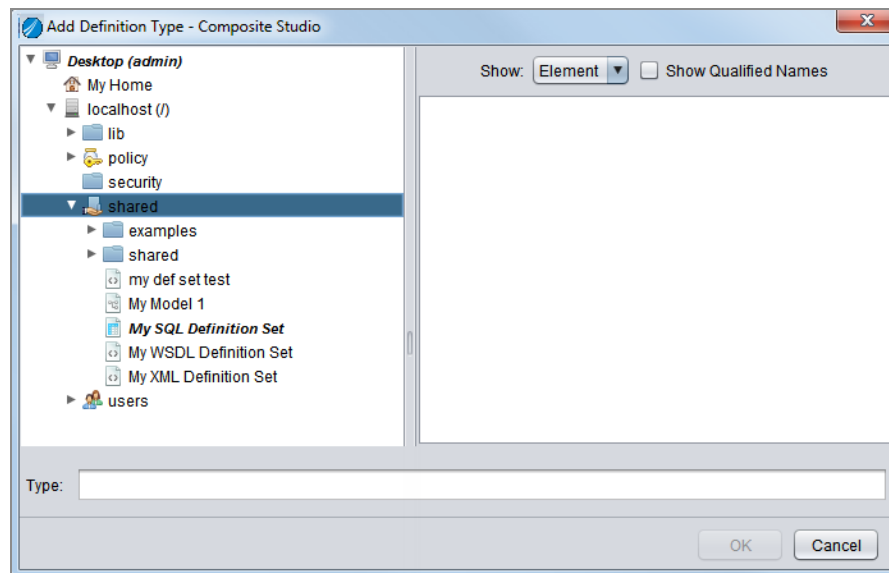 Add Definition Type - Composite Studio
Desktop (admin)
My Home
localhost (/)
lib
policy
security
shared
examples
shared
my def set test
My Model 1
My SQL Definition Set
My WSDL Definition Set
My XML Definition Set
users
Show: Element Show Qualified Names
Type:
OK Cancel